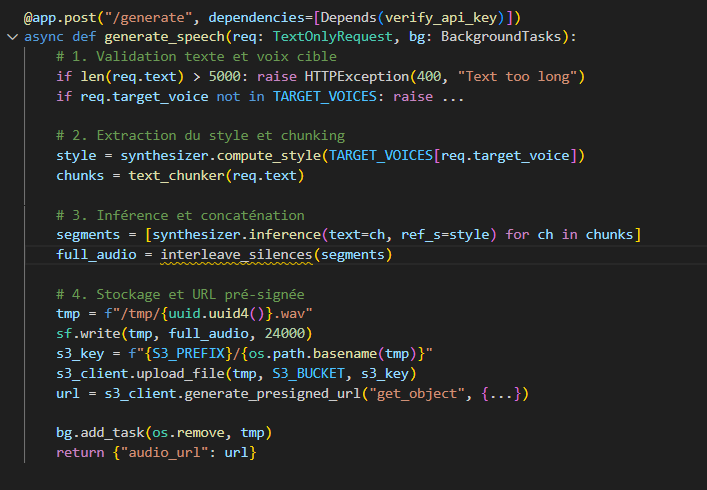 @app.post("/generate", dependencies=[Depends(verify_api_key)])
async def generate_speech(req: TextOnlyRequest, bg: BackgroundTasks):
    # 1. Validation texte et voix cible
    if len(req.text) > 5000: raise HTTPException(400, "Text too long")
    if req.target_voice not in TARGET_VOICES: raise ...

    # 2. Extraction du style et chunking
    style = synthesizer.compute_style(TARGET_VOICES[req.target_voice])
    chunks = text_chunker(req.text)

    # 3. Inférence et concaténation
    segments = [synthesizer.inference(text=ch, ref_s=style) for ch in chunks]
    full_audio = interleave_silences(segments)

    # 4. Stockage et URL pré-signée
    tmp = f"/tmp/{uuid.uuid4()}.wav"
    sf.write(tmp, full_audio, 24000)
    s3_key = f"{S3_PREFIX}/{os.path.basename(tmp)}"
    s3_client.upload_file(tmp, S3_BUCKET, s3_key)
    url = s3_client.generate_presigned_url("get_object", {...})

    bg.add_task(os.remove, tmp)
    return {"audio_url": url}